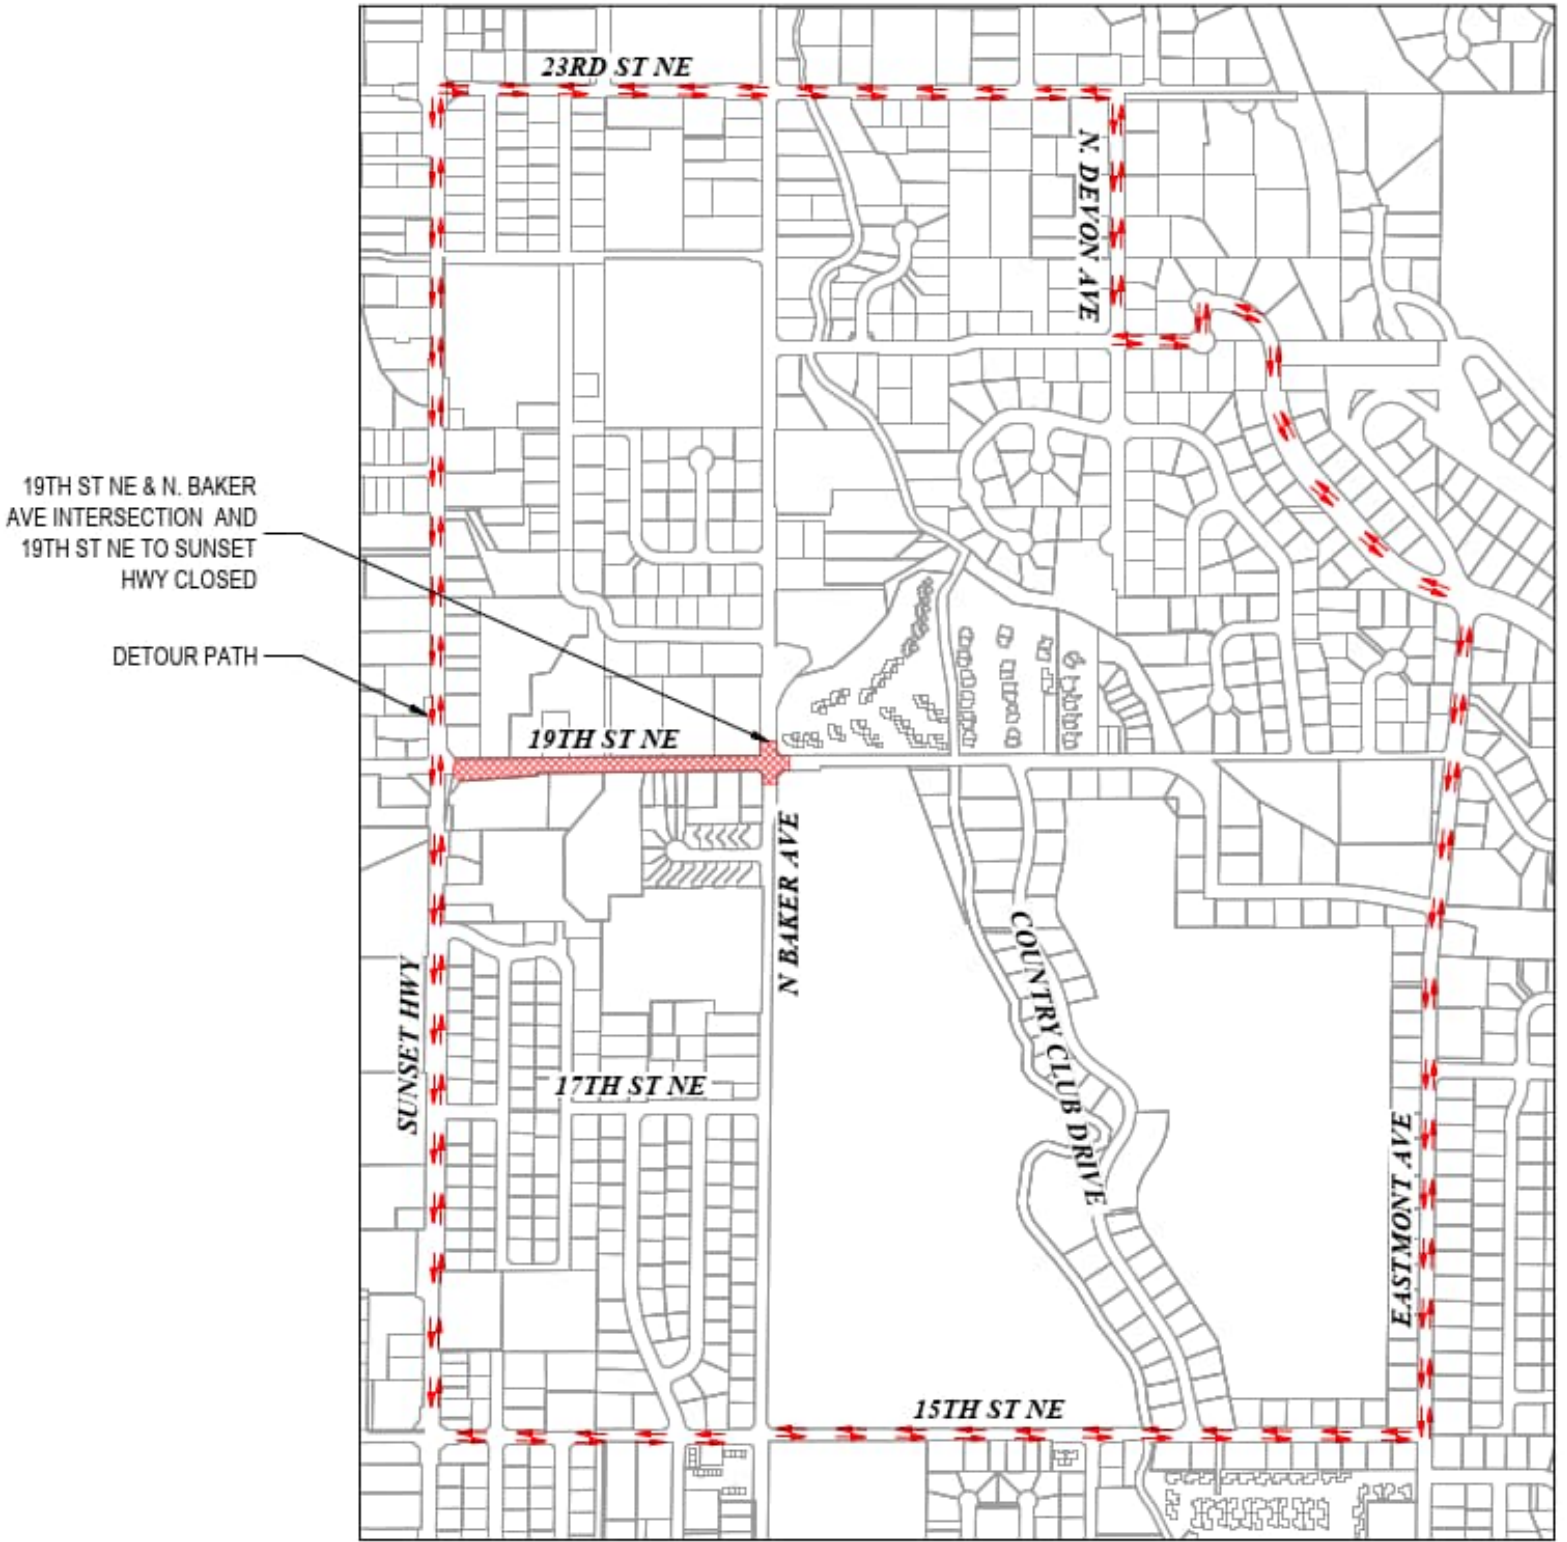 23RD ST NE
N. DEVON AVE
19TH ST NE & N. BAKER
AVE INTERSECTION AND
19TH ST NE TO SUNSET
HWY CLOSED
DETOUR PATH
19TH ST NE
N BAKER AVE
COUNTRY CLUB DRIVE
SUNSET HWY
17TH ST NE
EASTMONT AVE
15TH ST NE